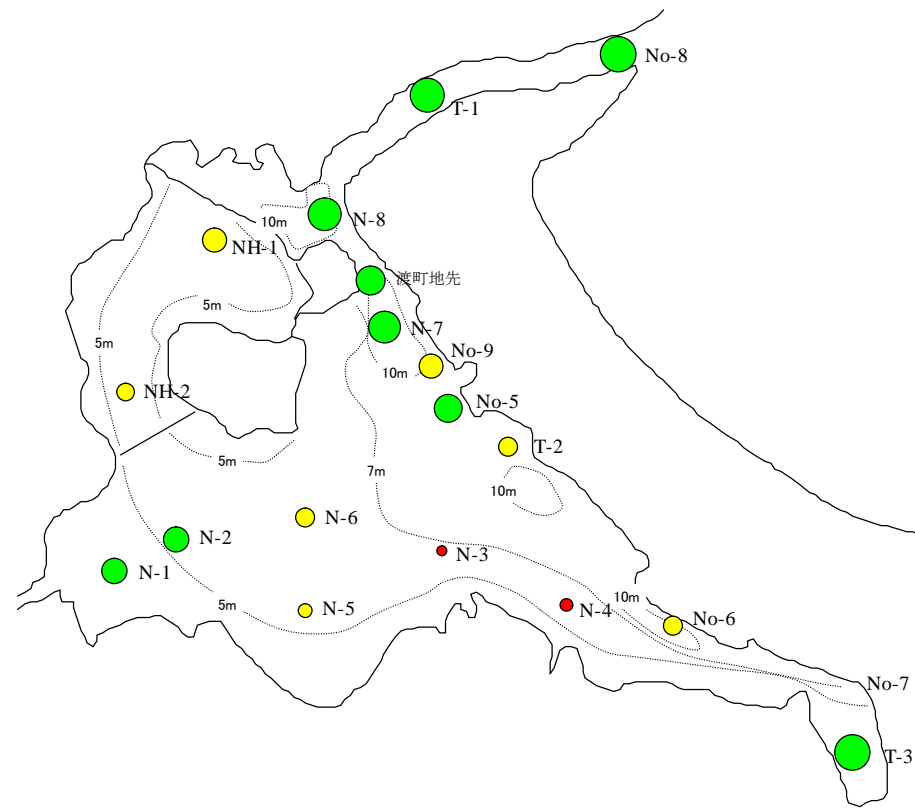 No-8
T-1
N-8
10m
NH-1
渡町地先
5m
N-7
5m
No-9
10m
NH-2
No-5
T-2
5m
7m
10m
N-6
N-2
N-3
N-1
10m
5m
N-5
N-4
No-6
No-7
T-3